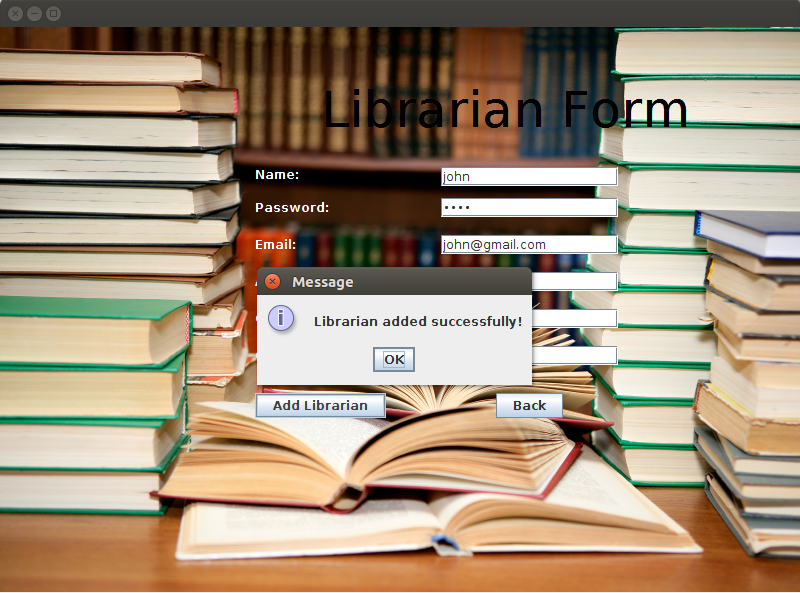 Librarian Form
Name: john
Password: ••••
Email: john@gmail.com
Message
Librarian added successfully!
OK
Add Librarian Back